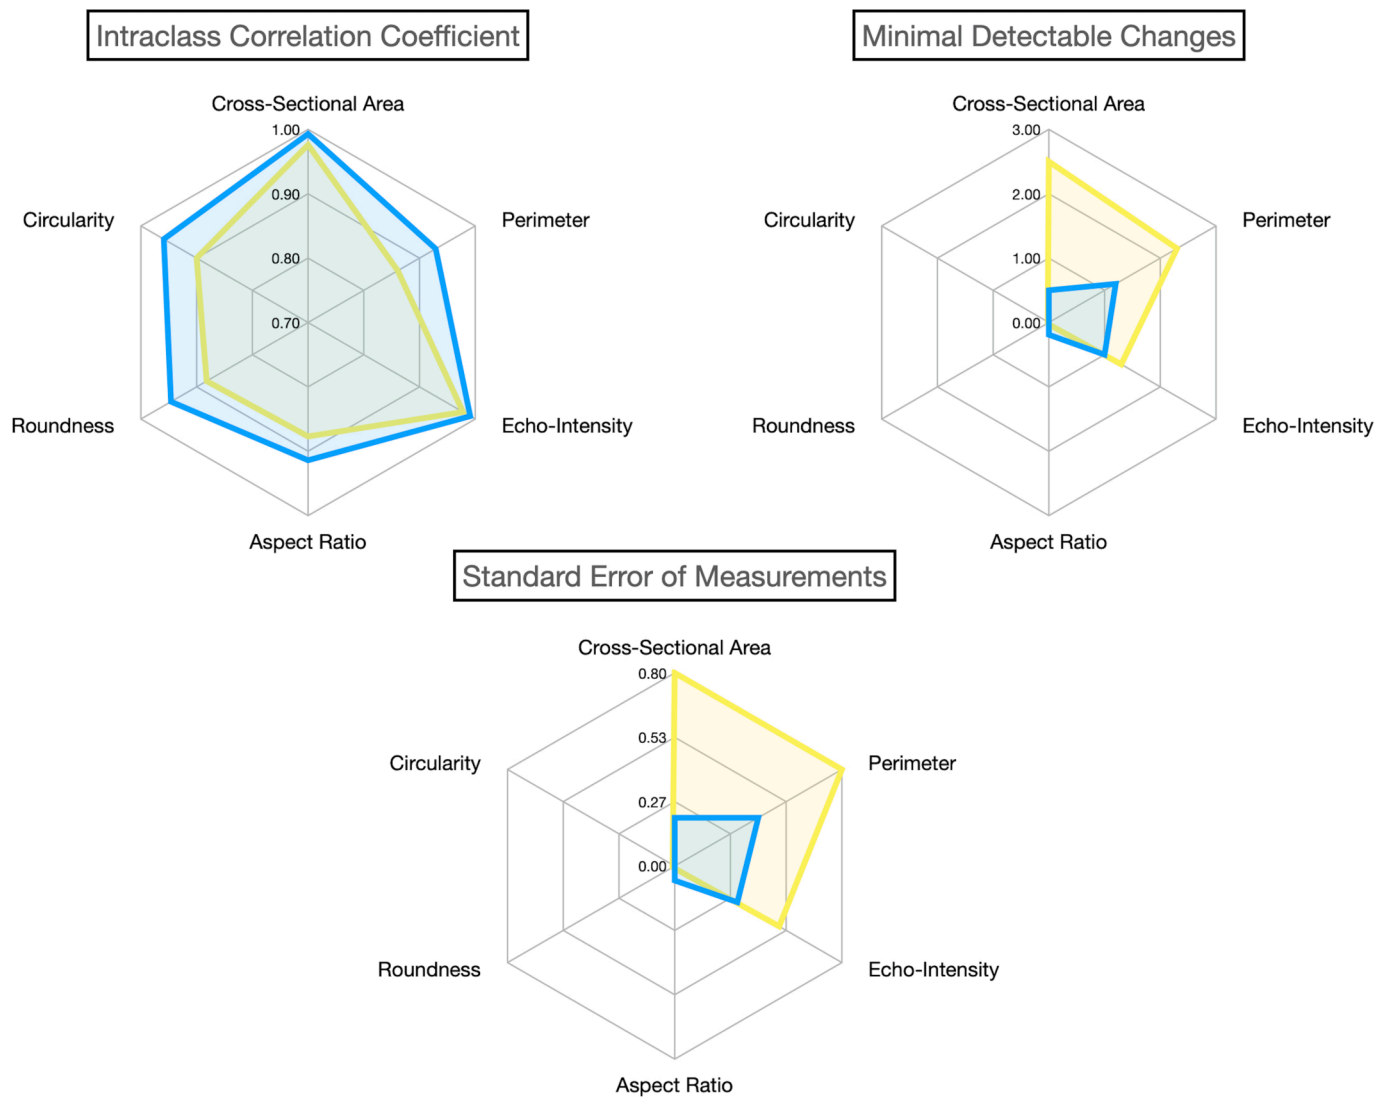 Intraclass Correlation Coefficient
Cross-Sectional Area
1.00
0.90
0.80
0.70
Circularity
Perimeter
Roundness
Echo-Intensity
Aspect Ratio
Minimal Detectable Changes
Cross-Sectional Area
3.00
2.00
1.00
0.00
Circularity
Perimeter
Roundness
Echo-Intensity
Aspect Ratio
Standard Error of Measurements
Cross-Sectional Area
0.80
0.53
0.27
0.00
Circularity
Perimeter
Roundness
Echo-Intensity
Aspect Ratio